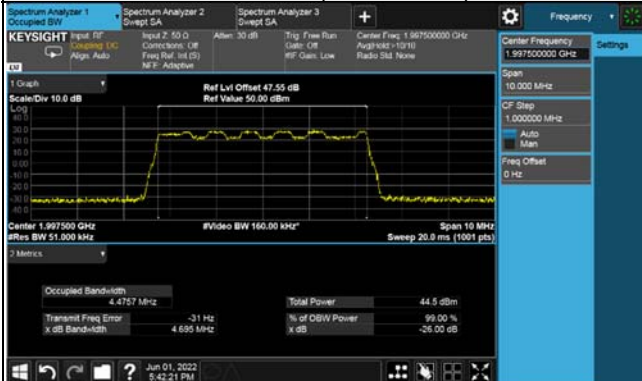 Spectrum Analyzer 1
Occupied BW
Spectrum Analyzer 2
Swept SA
Spectrum Analyzer 3
Swept SA
+
Frequency
KEYSIGHT
Input: RF
Coupling: DC
Align: Auto
Input Z: 50 Ω
Corrections: Off
Freq Ref: Int (S)
NFE: Adaptive
Atten: 30 dB
Trig: Free Run
Gate: Off
#IF Gain: Low
Center Freq: 1.997500000 GHz
Avg|Hold:>10/10
Radio Std: None
LXI
Center Frequency
1.997500000 GHz
Settings
Span
10.000 MHz
CF Step
1.000000 MHz
Auto
Man
Freq Offset
0 Hz
1 Graph
Scale/Div 10.0 dB
Ref Lvl Offset 47.55 dB
Ref Value 50.00 dBm
Log
40.0
30.0
20.0
10.0
0.00
-10.0
-20.0
-30.0
-40.0
Center 1.997500 GHz
#Res BW 51.000 kHz
#Video BW 160.00 kHz*
Span 10 MHz
Sweep 20.0 ms (1001 pts)
2 Metrics
Occupied Bandwidth
4.4757 MHz
Total Power
44.5 dBm
Transmit Freq Error
-31 Hz
% of OBW Power
99.00 %
x dB Bandwidth
4.695 MHz
x dB
-26.00 dB
?
Jun 01, 2022
5:42:21 PM